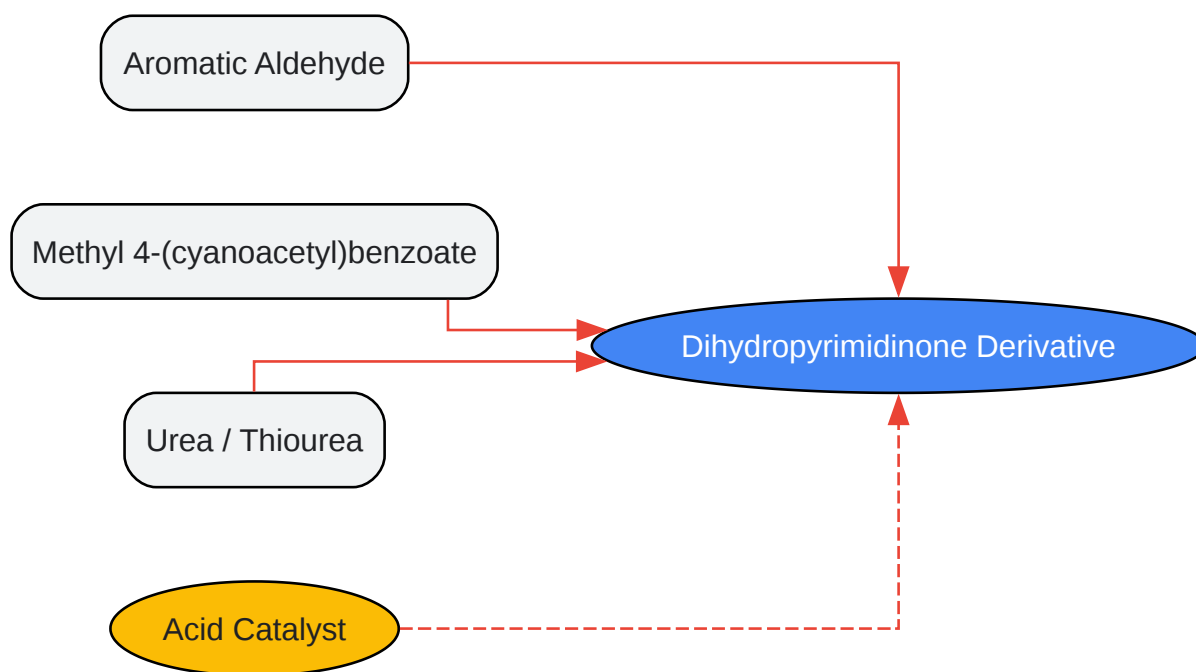 Aromatic Aldehyde
Methyl 4-(cyanoacetyl)benzoate
Dihydropyrimidinone Derivative
Urea / Thiourea
Acid Catalyst